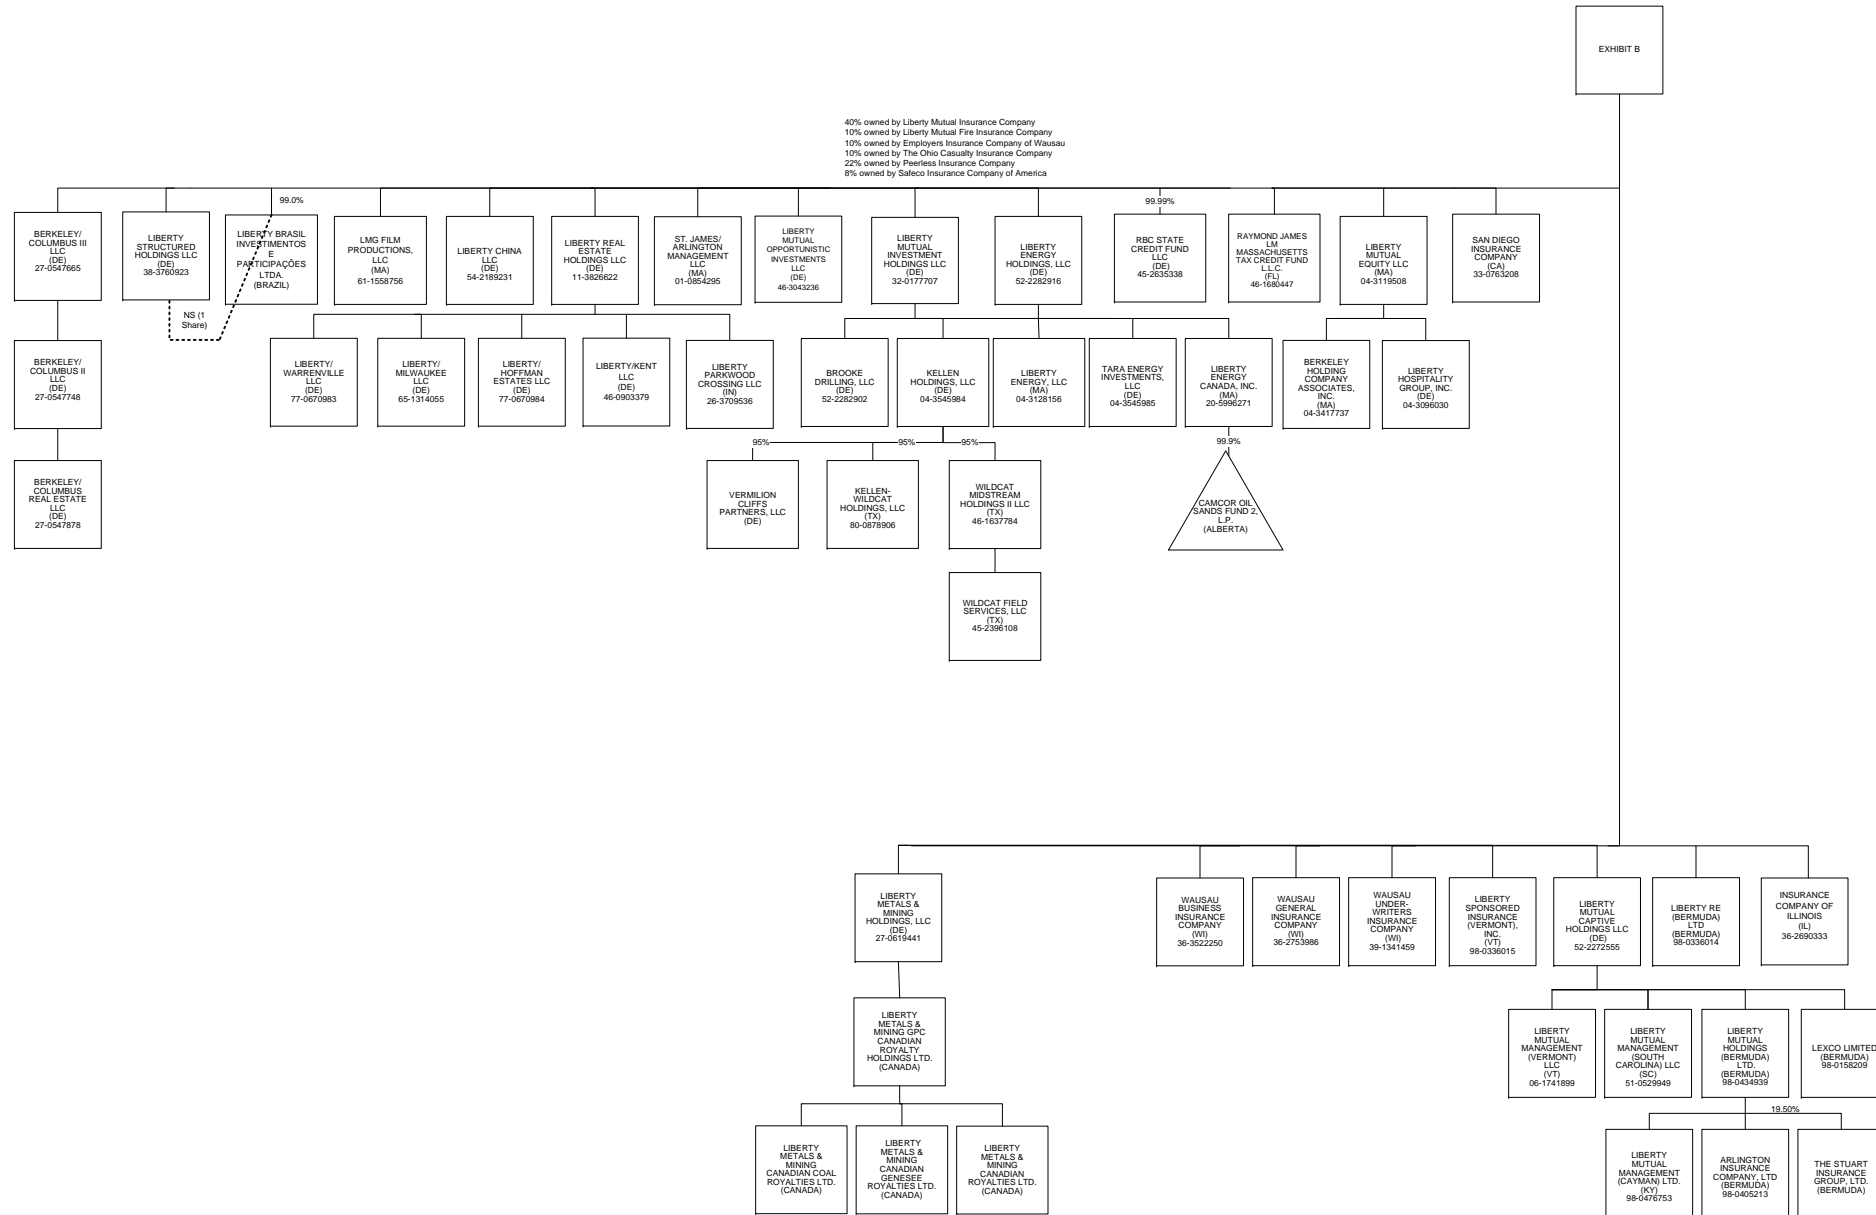 EXHIBIT B
40% owned by Liberty Mutual Insurance Company
10% owned by Liberty Mutual Fire Insurance Company
10% owned by Employers Insurance Company of Wausau
10% owned by The Ohio Casualty Insurance Company
22% owned by Peerless Insurance Company
8% owned by Safeco Insurance Company of America
99.0%
99.99%
BERKELEY/
COLUMBUS III
LLC
(DE)
27-0547665
LIBERTY
STRUCTURED
HOLDINGS LLC
(DE)
38-3760923
LIBERTY BRASIL
INVESTIMENTOS
E
PARTICIPAÇÕES
LTDA.
(BRAZIL)
LMG FILM
PRODUCTIONS,
LLC
(MA)
61-1558756
LIBERTY CHINA
LLC
(DE)
54-2189231
LIBERTY REAL
ESTATE
HOLDINGS LLC
(DE)
11-3826622
ST. JAMES/
ARLINGTON
MANAGEMENT
LLC
(MA)
01-0854295
LIBERTY
MUTUAL
OPPORTUNISTIC
INVESTMENTS
LLC
(DE)
46-3043236
LIBERTY
MUTUAL
INVESTMENT
HOLDINGS LLC
(DE)
32-0177707
LIBERTY
ENERGY
HOLDINGS, LLC
(DE)
52-2282916
RBC STATE
CREDIT FUND
LLC
(DE)
45-2635338
RAYMOND JAMES
LM
MASSACHUSETTS
TAX CREDIT FUND
L.L.C.
(FL)
46-1680447
LIBERTY
MUTUAL
EQUITY LLC
(MA)
04-3119508
SAN DIEGO
INSURANCE
COMPANY
(CA)
33-0763208
NS (1
Share)
BERKELEY/
COLUMBUS II
LLC
(DE)
27-0547748
LIBERTY/
WARRENVILLE
LLC
(DE)
77-0670983
LIBERTY/
MILWAUKEE
LLC
(DE)
65-1314055
LIBERTY/
HOFFMAN
ESTATES LLC
(DE)
77-0670984
LIBERTY/KENT
LLC
(DE)
46-0903379
LIBERTY
PARKWOOD
CROSSING LLC
(IN)
26-3709536
BROOKE
DRILLING, LLC
(DE)
52-2282902
KELLEN
HOLDINGS, LLC
(DE)
04-3545984
LIBERTY
ENERGY, LLC
(MA)
04-3128156
TARA ENERGY
INVESTMENTS,
LLC
(DE)
04-3545985
LIBERTY
ENERGY
CANADA, INC.
(MA)
20-5996271
BERKELEY
HOLDING
COMPANY
ASSOCIATES,
INC.
(MA)
04-3417737
LIBERTY
HOSPITALITY
GROUP, INC.
(DE)
04-3096030
95%
95%
95%
99.9%
BERKELEY/
COLUMBUS
REAL ESTATE
LLC
(DE)
27-0547878
VERMILION
CLIFFS
PARTNERS, LLC
(DE)
KELLEN-
WILDCAT
HOLDINGS, LLC
(TX)
80-0878906
WILDCAT
MIDSTREAM
HOLDINGS II LLC
(TX)
46-1637784
CAMCOR OIL
SANDS FUND 2,
L.P.
(ALBERTA)
WILDCAT FIELD
SERVICES, LLC
(TX)
45-2396108
LIBERTY
METALS &
MINING
HOLDINGS, LLC
(DE)
27-0619441
WAUSAU
BUSINESS
INSURANCE
COMPANY
(WI)
36-3522250
WAUSAU
GENERAL
INSURANCE
COMPANY
(WI)
36-2753986
WAUSAU
UNDER-
WRITERS
INSURANCE
COMPANY
(WI)
39-1341459
LIBERTY
SPONSORED
INSURANCE
(VERMONT),
INC.
(VT)
98-0336015
LIBERTY
MUTUAL
CAPTIVE
HOLDINGS LLC
(DE)
52-2272555
LIBERTY RE
(BERMUDA)
LTD
(BERMUDA)
98-0336014
INSURANCE
COMPANY OF
ILLINOIS
(IL)
36-2690333
LIBERTY
METALS &
MINING GPC
CANADIAN
ROYALTY
HOLDINGS LTD.
(CANADA)
LIBERTY
MUTUAL
MANAGEMENT
(VERMONT)
LLC
(VT)
06-1741899
LIBERTY
MUTUAL
MANAGEMENT
(SOUTH
CAROLINA) LLC
(SC)
51-0529949
LIBERTY
MUTUAL
HOLDINGS
(BERMUDA)
LTD.
(BERMUDA)
98-0434939
LEXCO LIMITED
(BERMUDA)
98-0158209
19.50%
LIBERTY
METALS &
MINING
CANADIAN COAL
ROYALTIES LTD.
(CANADA)
LIBERTY
METALS &
MINING
CANADIAN
GENESEE
ROYALTIES LTD.
(CANADA)
LIBERTY
METALS &
MINING
CANADIAN
ROYALTIES LTD.
(CANADA)
LIBERTY
MUTUAL
MANAGEMENT
(CAYMAN) LTD.
(KY)
98-0476753
ARLINGTON
INSURANCE
COMPANY, LTD
(BERMUDA)
98-0405213
THE STUART
INSURANCE
GROUP, LTD.
(BERMUDA)